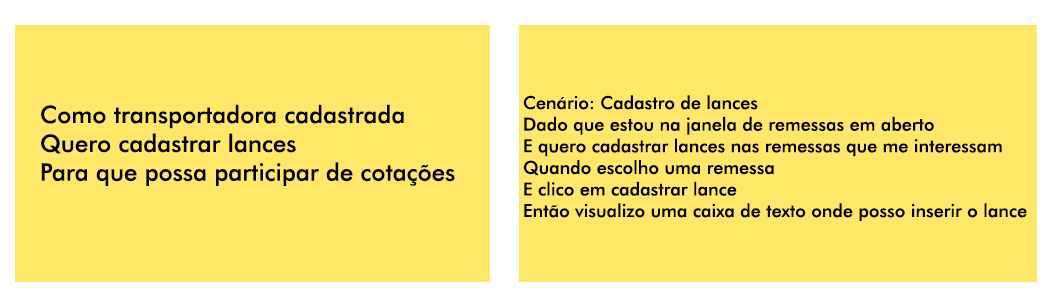 Como transportadora cadastrada
Quero cadastrar lances
Para que possa participar de cotações
Cenário: Cadastro de lances
Dado que estou na janela de remessas em aberto
E quero cadastrar lances nas remessas que me interessam
Quando escolho uma remessa
E clico em cadastrar lance
Então visualizo uma caixa de texto onde posso inserir o lance